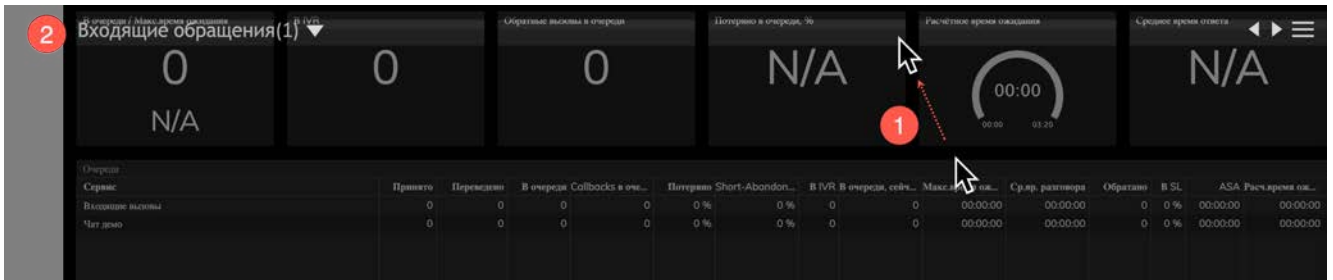 В очереди / Макс.время ожидания
В IVR
Обратные вызовы в очереди
Потеряно в очереди, %
Расчётное время ожидания
Среднее время ответа
2
Входящие обращения(1)
0
0
0
N/A
00:00
N/A
N/A
1
00:00 03:20
Очереди
Сервис Принято Переведено В очереди Callbacks в оче... Потеряно Short-Abandon... В IVR В очереди, сейч... Макс.время ож... Ср.вр. разговора Обратано В SL ASA Расч.время ож...
Входящие вызовы 0 0 0 0 0 % 0 % 0 0 00:00:00 00:00:00 0 0 % 00:00:00 00:00:00
Чат демо 0 0 0 0 0 % 0 % 0 0 00:00:00 00:00:00 0 0 % 00:00:00 00:00:00